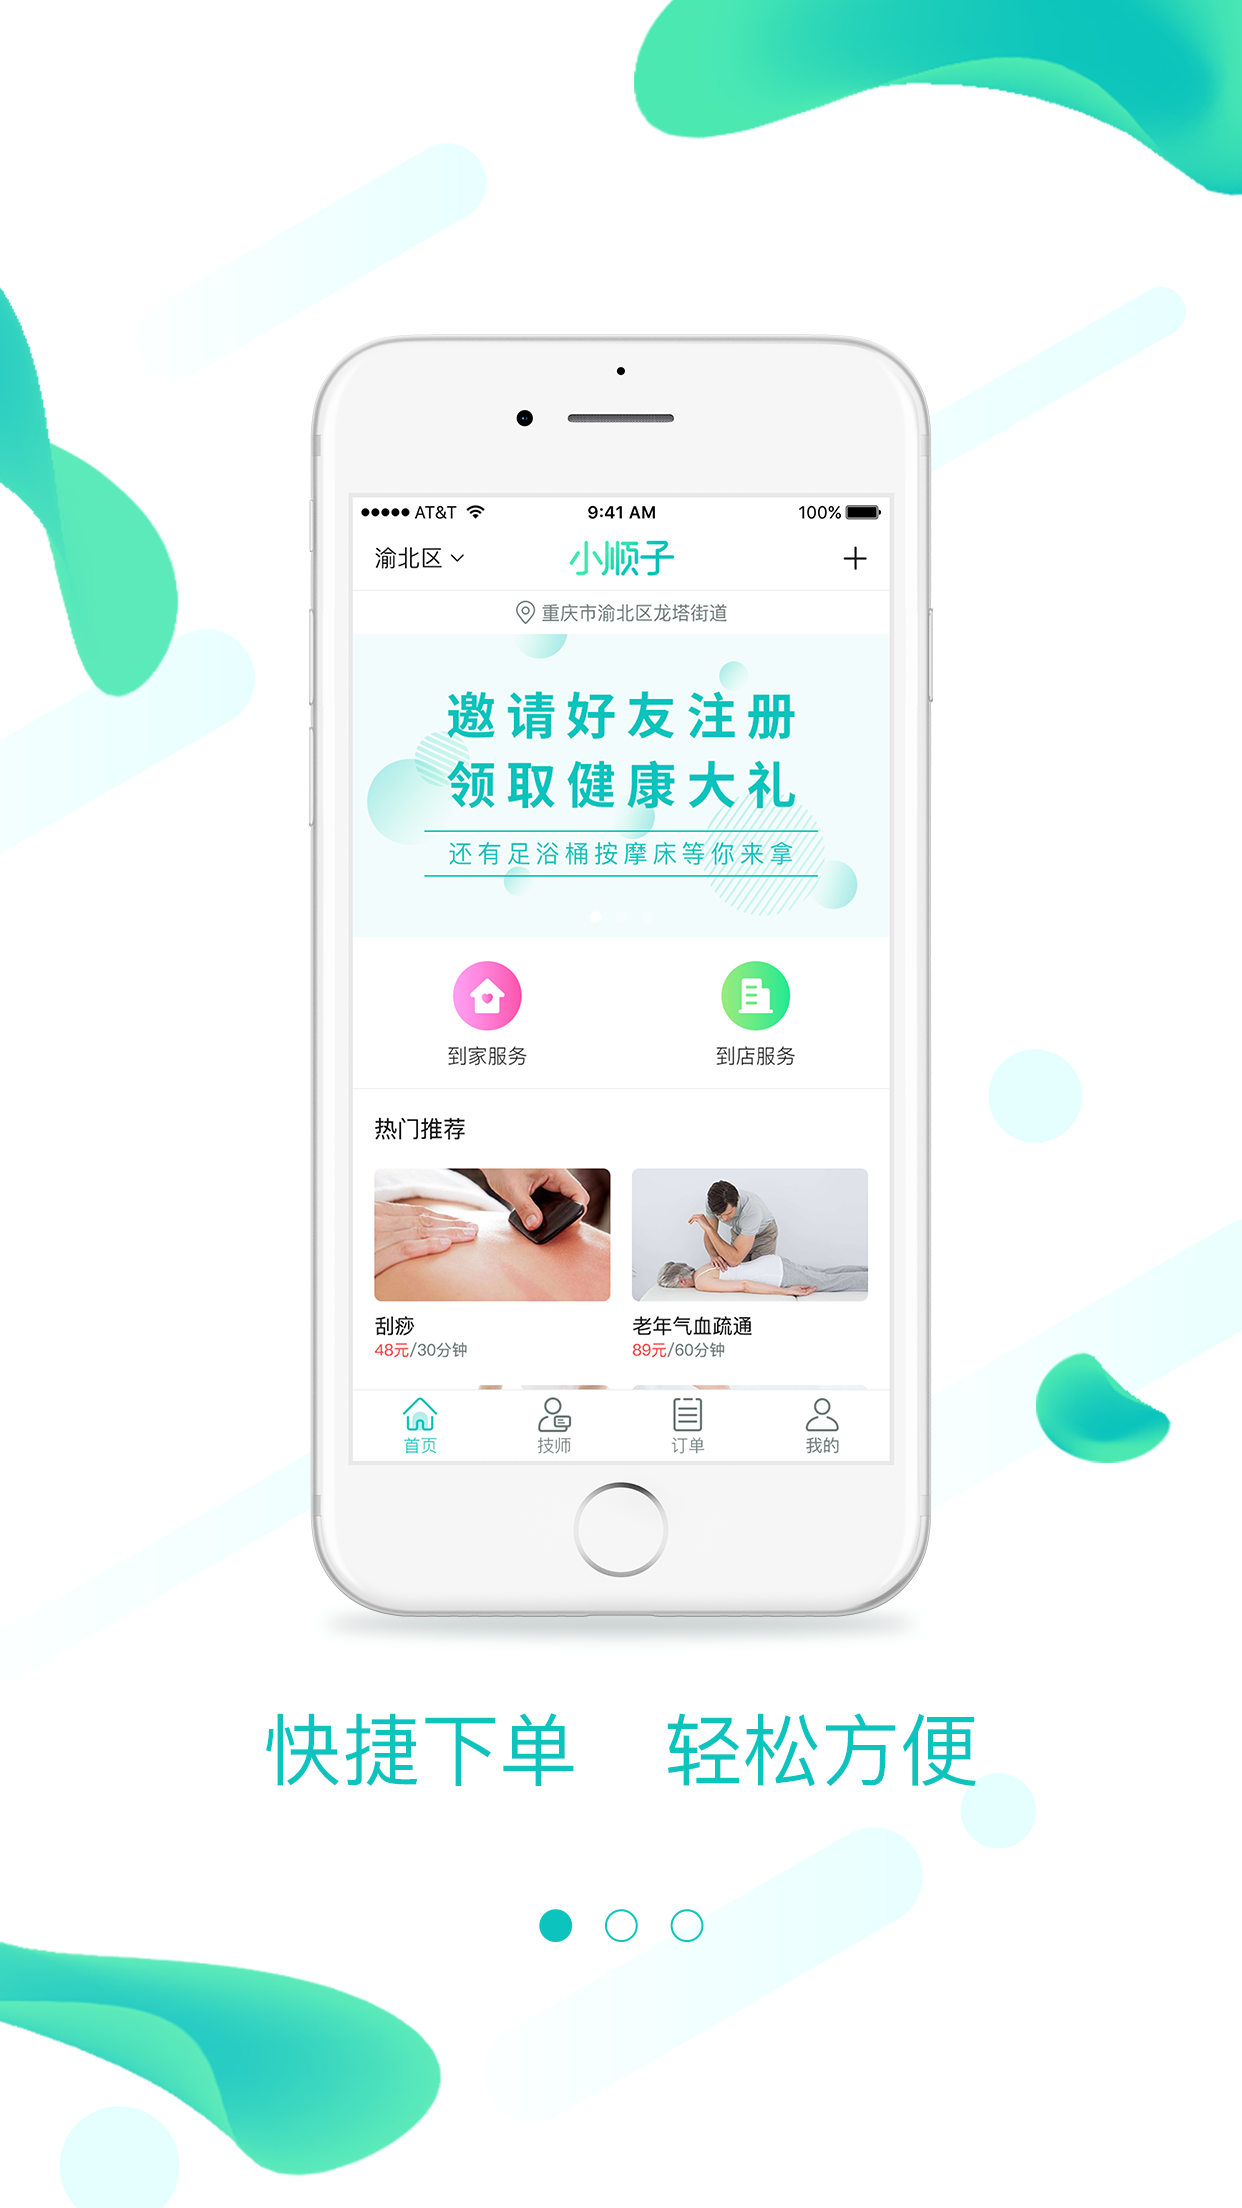 AT&T 9:41 AM 100%
渝北区 小顺子
重庆市渝北区龙塔街道
邀请好友注册
领取健康大礼
还有足浴桶按摩床等你来拿
到家服务 到店服务
热门推荐
刮痧 老年气血疏通
48元/30分钟 89元/60分钟
首页 技师 订单 我的
快捷下单 轻松方便